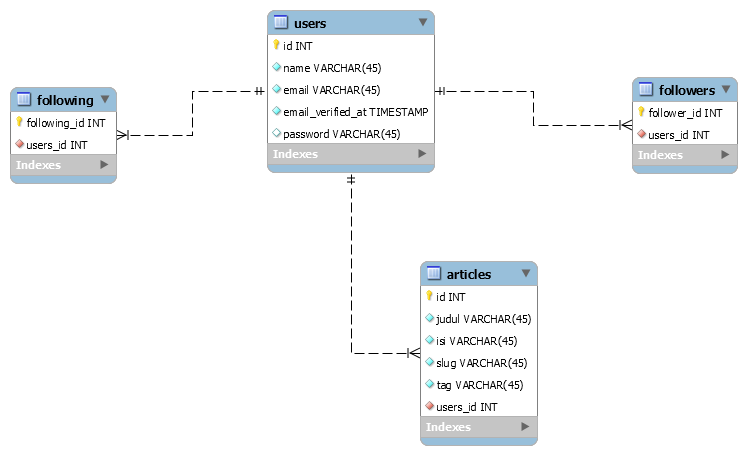 users
id INT
name VARCHAR(45)
email VARCHAR(45)
email_verified_at TIMESTAMP
password VARCHAR(45)
Indexes
following
following_id INT
users_id INT
Indexes
followers
follower_id INT
users_id INT
Indexes
articles
id INT
judul VARCHAR(45)
isi VARCHAR(45)
slug VARCHAR(45)
tag VARCHAR(45)
users_id INT
Indexes